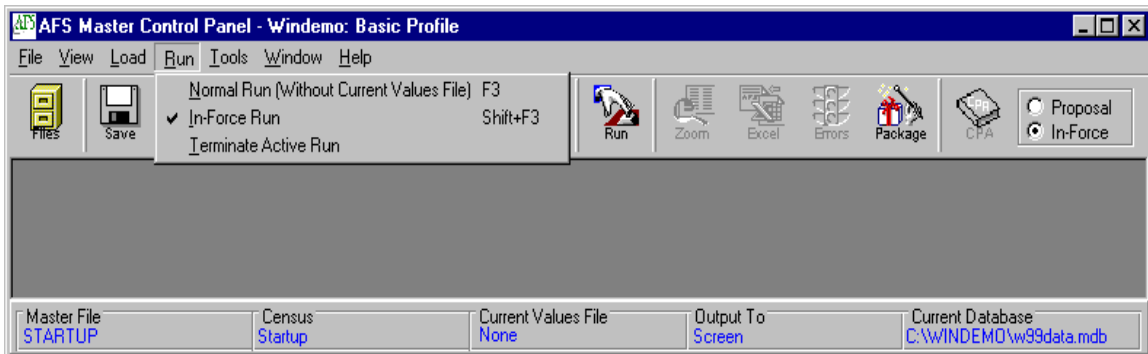 AFS AFS Master Control Panel - Windemo: Basic Profile
File View Load Run Tools Window Help
Normal Run (Without Current Values File) F3
In-Force Run Shift+F3
Terminate Active Run
Files Save Run Zoom Excel Errors Package CPA
Proposal
In-Force
Master File Census Current Values File Output To Current Database
STARTUP Startup None Screen C:\WINDEMO\w99data.mdb